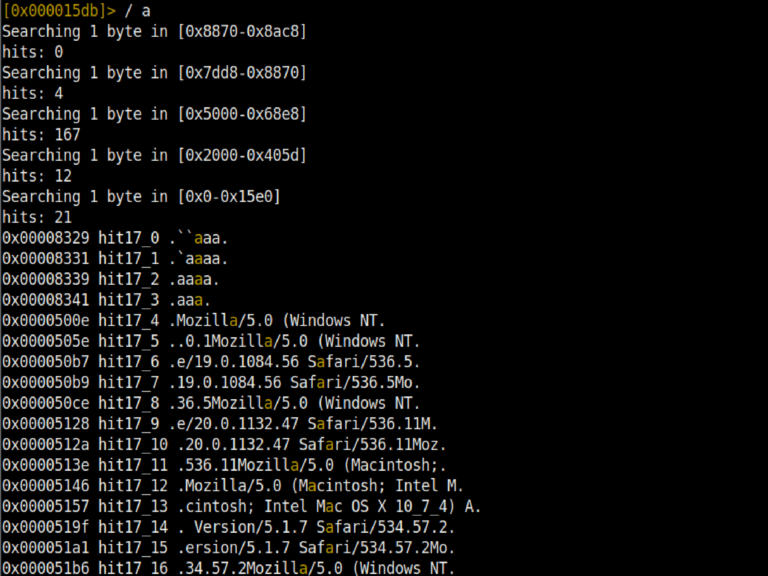 [0x000015db]> / a
Searching 1 byte in [0x8870-0x8ac8]
hits: 0
Searching 1 byte in [0x7dd8-0x8870]
hits: 4
Searching 1 byte in [0x5000-0x68e8]
hits: 167
Searching 1 byte in [0x2000-0x405d]
hits: 12
Searching 1 byte in [0x0-0x15e0]
hits: 21
0x00008329 hit17_0 .``aaa.
0x00008331 hit17_1 .`aaaa.
0x00008339 hit17_2 .aaaa.
0x00008341 hit17_3 .aaa.
0x0000500e hit17_4 .Mozilla/5.0 (Windows NT.
0x0000505e hit17_5 ..0.1Mozilla/5.0 (Windows NT.
0x000050b7 hit17_6 .e/19.0.1084.56 Safari/536.5.
0x000050b9 hit17_7 .19.0.1084.56 Safari/536.5Mo.
0x000050ce hit17_8 .36.5Mozilla/5.0 (Windows NT.
0x00005128 hit17_9 .e/20.0.1132.47 Safari/536.11M.
0x0000512a hit17_10 .20.0.1132.47 Safari/536.11Moz.
0x0000513e hit17_11 .536.11Mozilla/5.0 (Macintosh;.
0x00005146 hit17_12 .Mozilla/5.0 (Macintosh; Intel M.
0x00005157 hit17_13 .cintosh; Intel Mac OS X 10_7_4) A.
0x0000519f hit17_14 . Version/5.1.7 Safari/534.57.2.
0x000051a1 hit17_15 .ersion/5.1.7 Safari/534.57.2Mo.
0x000051b6 hit17_16 .34.57.2Mozilla/5.0 (Windows NT.